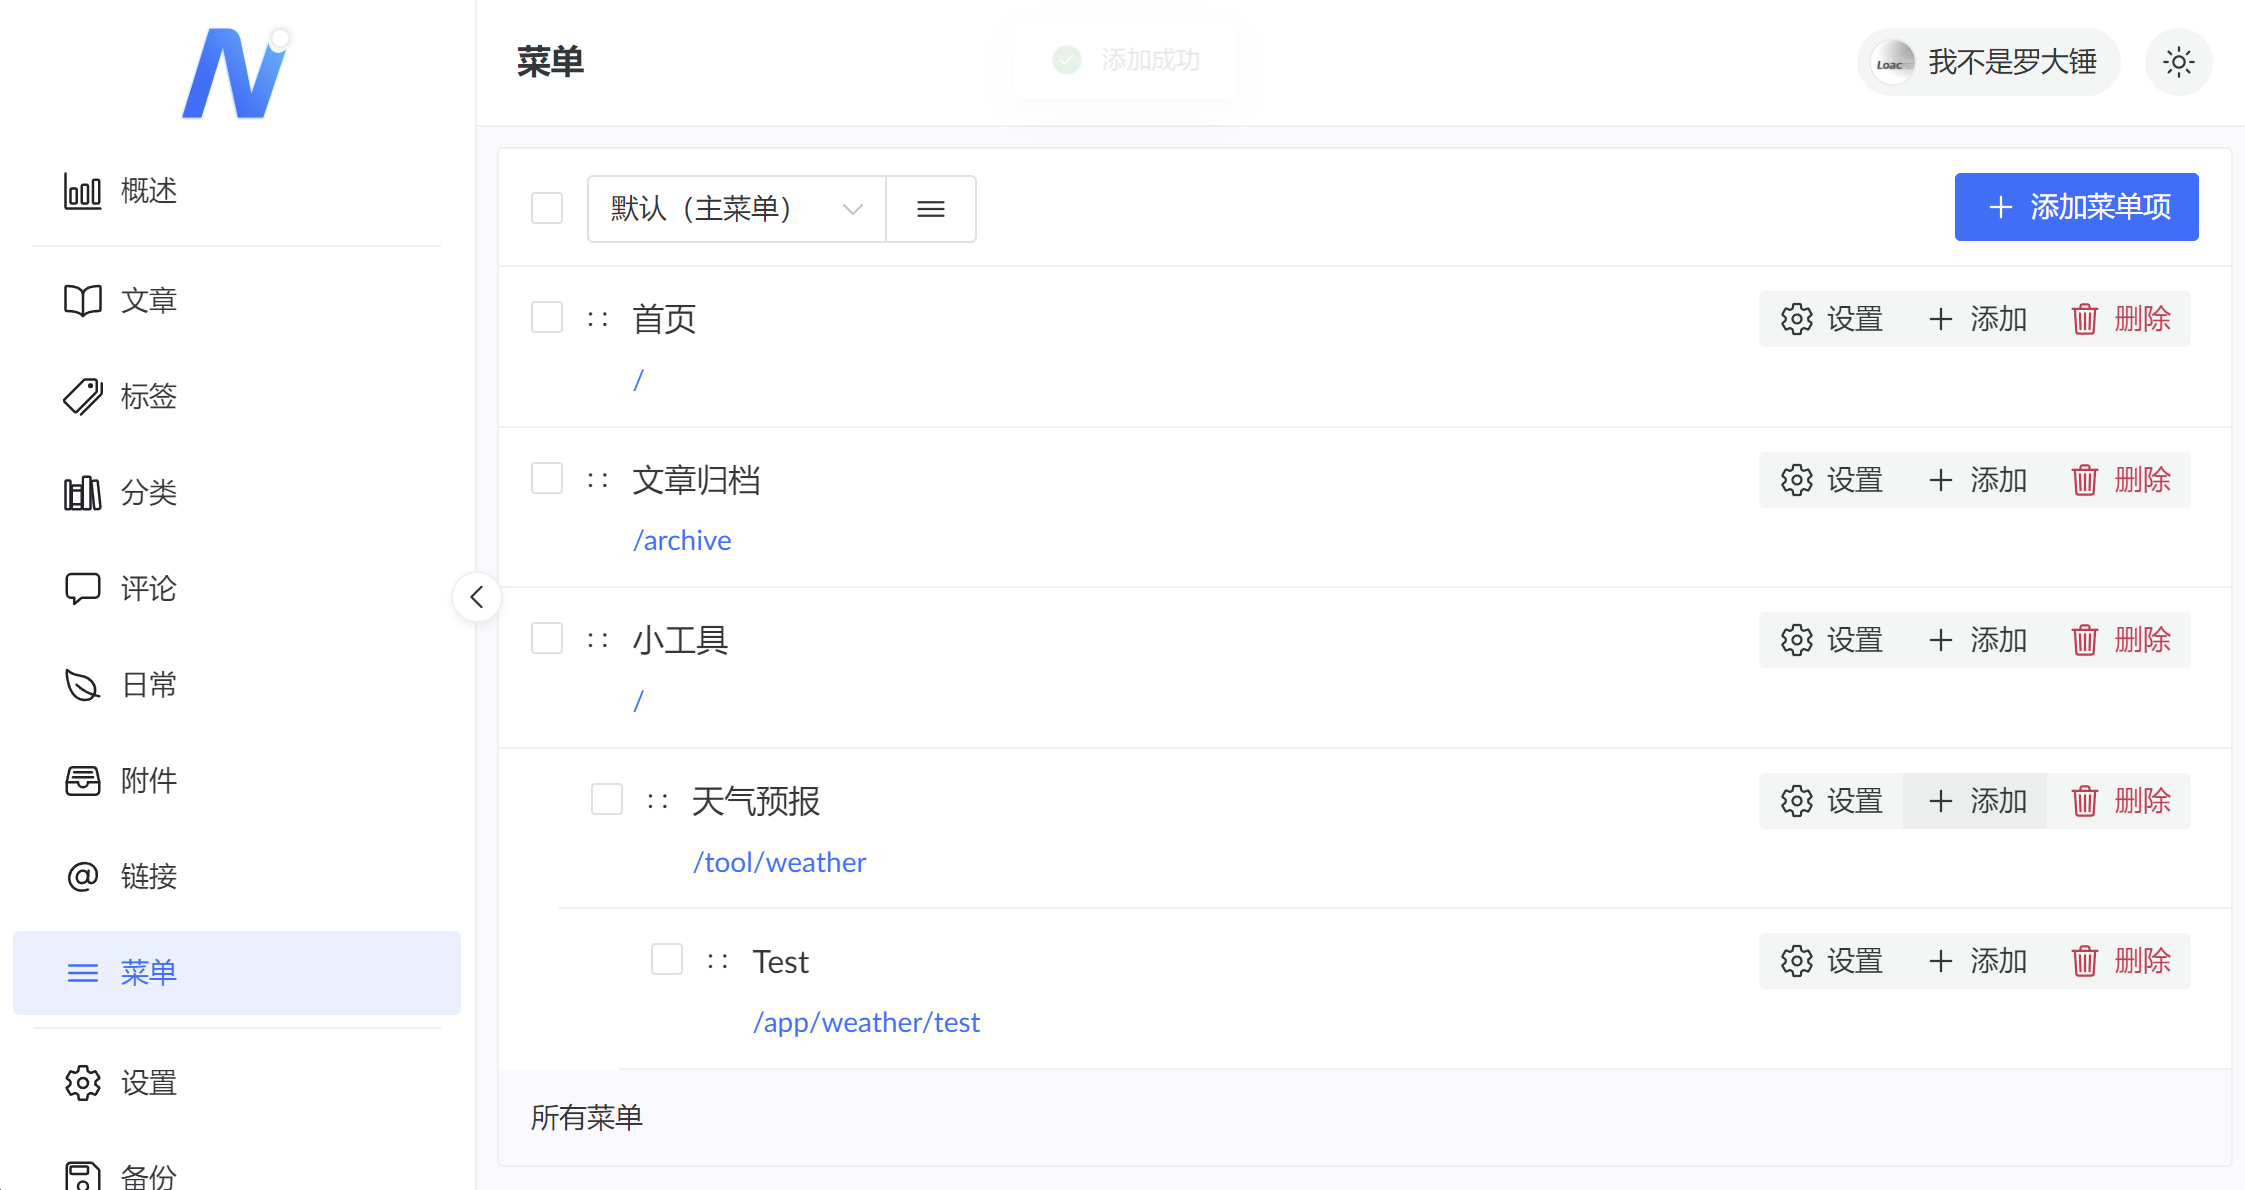 菜单
添加成功
Loac
我不是罗大锤
概述
文章
标签
分类
评论
日常
附件
链接
菜单
设置
备份
默认（主菜单）
添加菜单项
首页
设置 添加 删除
/
文章归档
设置 添加 删除
/archive
小工具
设置 添加 删除
/
天气预报
设置 添加 删除
/tool/weather
Test
设置 添加 删除
/app/weather/test
所有菜单